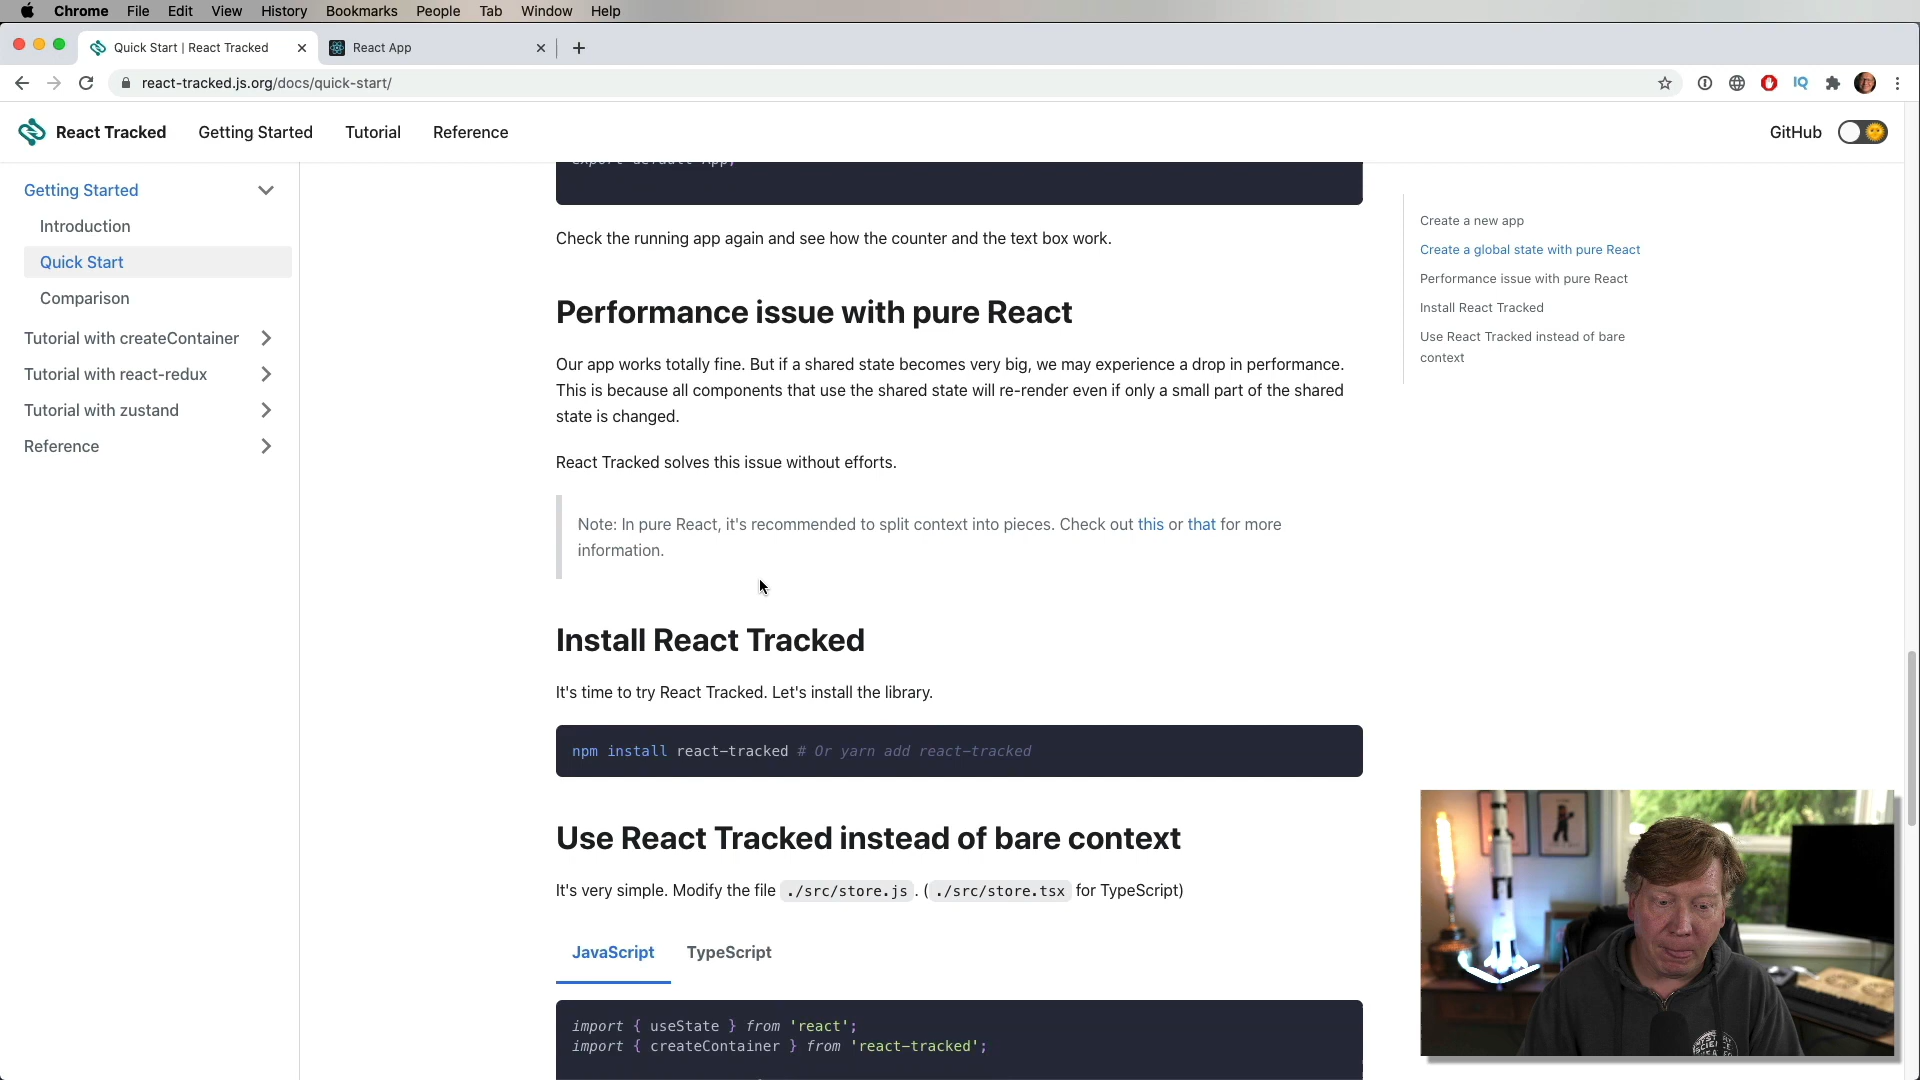 Chrome File Edit View History Bookmarks People Tab Window Help
Quick Start | React Tracked
React App
react-tracked.js.org/docs/quick-start/
IQ
React Tracked
Getting Started
Tutorial
Reference
GitHub
Getting Started
Introduction
Quick Start
Comparison
Tutorial with createContainer
Tutorial with react-redux
Tutorial with zustand
Reference
export default App;
Check the running app again and see how the counter and the text box work.
Performance issue with pure React
Our app works totally fine. But if a shared state becomes very big, we may experience a drop in performance.
This is because all components that use the shared state will re-render even if only a small part of the shared
state is changed.
React Tracked solves this issue without efforts.
Note: In pure React, it's recommended to split context into pieces. Check out this or that for more
information.
Install React Tracked
It's time to try React Tracked. Let's install the library.
npm install react-tracked # Or yarn add react-tracked
Use React Tracked instead of bare context
It's very simple. Modify the file ./src/store.js . ( ./src/store.tsx for TypeScript)
JavaScript
TypeScript
import { useState } from 'react';
import { createContainer } from 'react-tracked';
Create a new app
Create a global state with pure React
Performance issue with pure React
Install React Tracked
Use React Tracked instead of bare
context